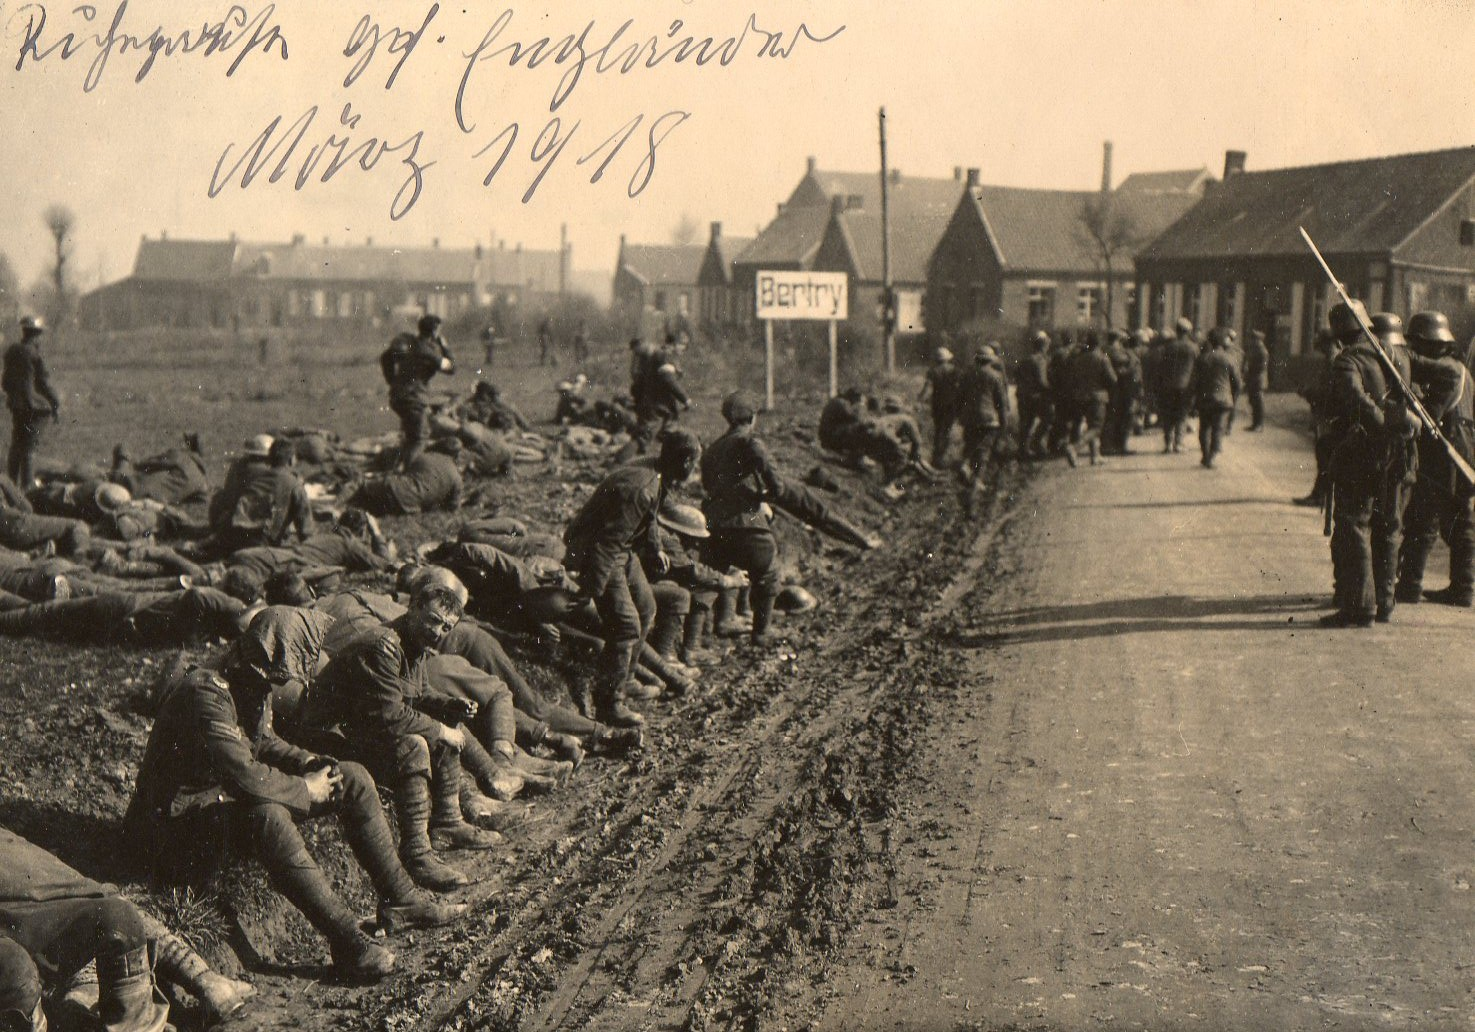 Ruhepause gef. Engländer
März 1918
Bertry